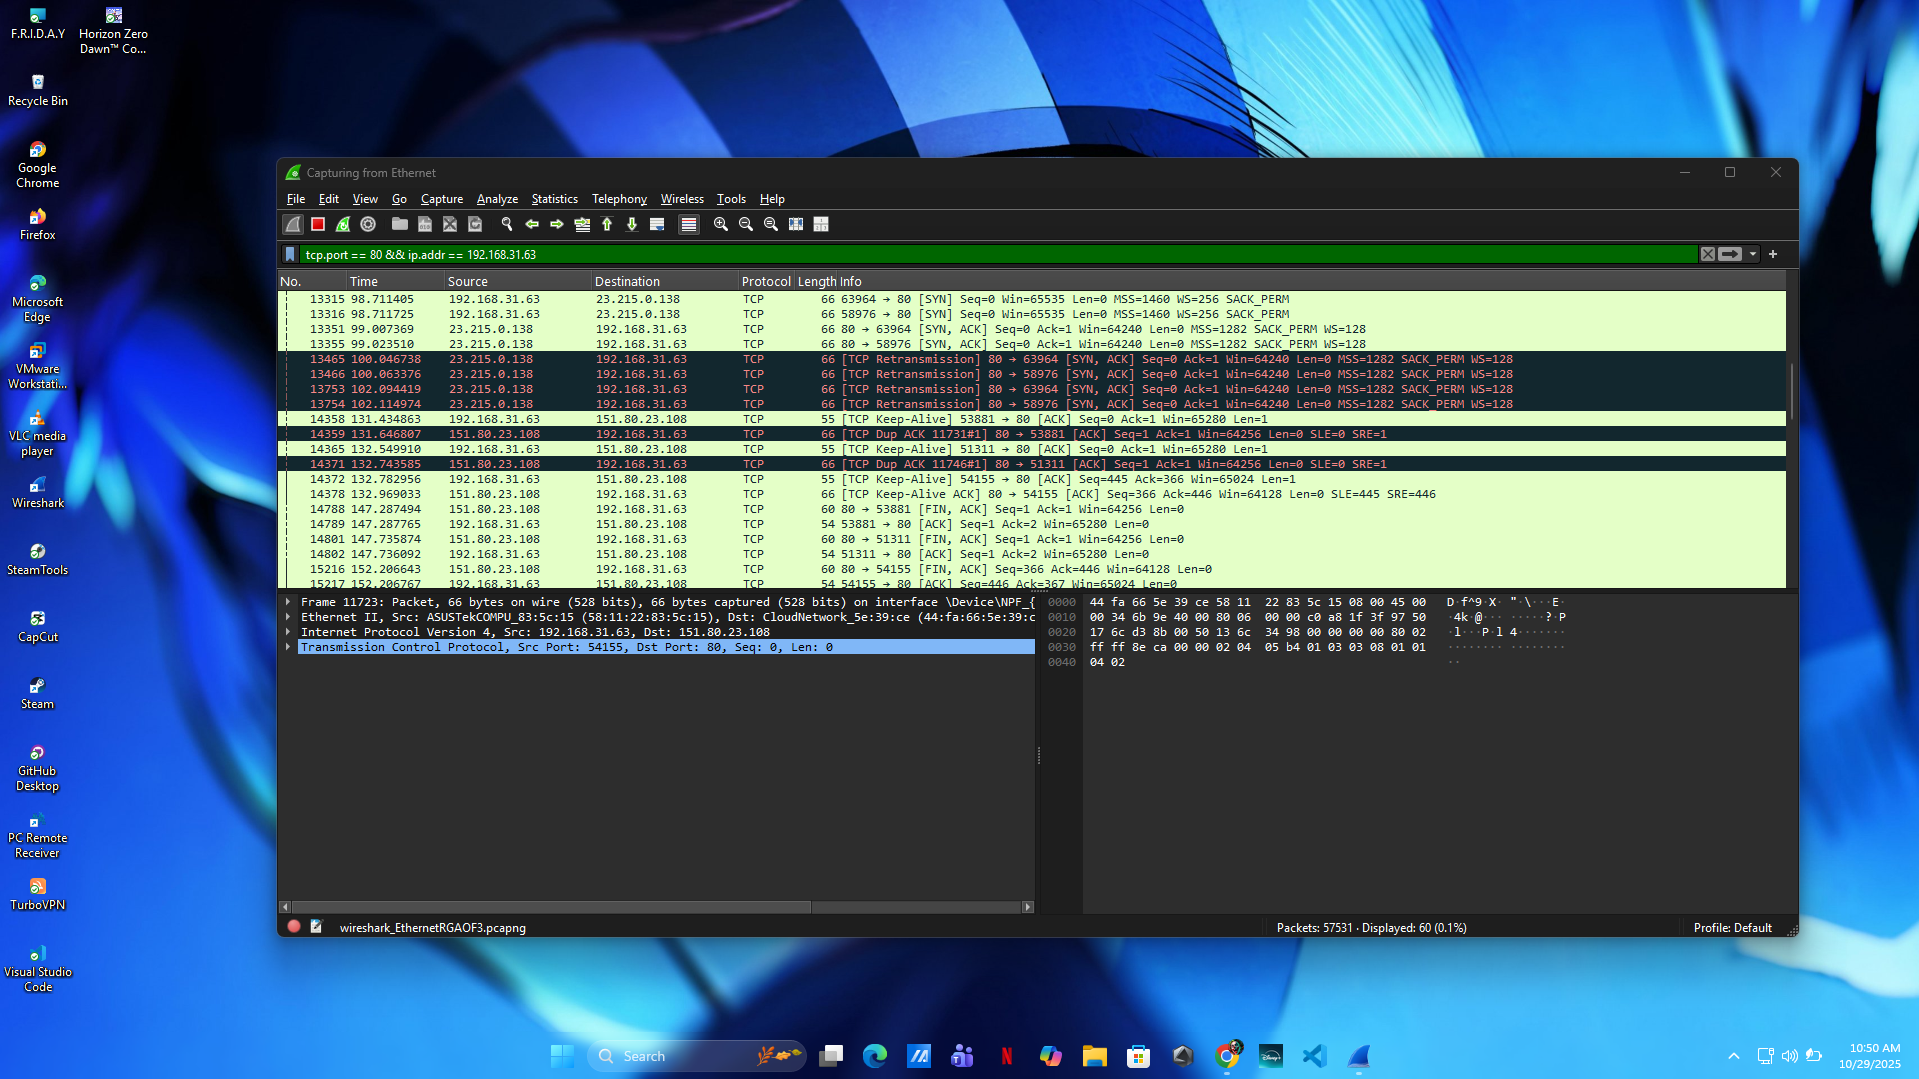 F.R.I.D.A.Y
Horizon Zero
Dawn™ Co...
Recycle Bin
Google
Chrome
Firefox
Microsoft
Edge
VMware
Workstati...
VLC media
player
Wireshark
SteamTools
CapCut
Steam
GitHub
Desktop
PC Remote
Receiver
TurboVPN
Visual Studio
Code
Capturing from Ethernet
File Edit View Go Capture Analyze Statistics Telephony Wireless Tools Help
tcp.port == 80 && ip.addr == 192.168.31.63
No. Time Source Destination Protocol Length Info
13315 98.711405 192.168.31.63 23.215.0.138 TCP 66 63964 → 80 [SYN] Seq=0 Win=65535 Len=0 MSS=1460 WS=256 SACK_PERM
13316 98.711725 192.168.31.63 23.215.0.138 TCP 66 58976 → 80 [SYN] Seq=0 Win=65535 Len=0 MSS=1460 WS=256 SACK_PERM
13351 99.007369 23.215.0.138 192.168.31.63 TCP 66 80 → 63964 [SYN, ACK] Seq=0 Ack=1 Win=64240 Len=0 MSS=1282 SACK_PERM WS=128
13355 99.023510 23.215.0.138 192.168.31.63 TCP 66 80 → 58976 [SYN, ACK] Seq=0 Ack=1 Win=64240 Len=0 MSS=1282 SACK_PERM WS=128
13465 100.046738 23.215.0.138 192.168.31.63 TCP 66 [TCP Retransmission] 80 → 63964 [SYN, ACK] Seq=0 Ack=1 Win=64240 Len=0 MSS=1282 SACK_PERM WS=128
13466 100.063376 23.215.0.138 192.168.31.63 TCP 66 [TCP Retransmission] 80 → 58976 [SYN, ACK] Seq=0 Ack=1 Win=64240 Len=0 MSS=1282 SACK_PERM WS=128
13753 102.094419 23.215.0.138 192.168.31.63 TCP 66 [TCP Retransmission] 80 → 63964 [SYN, ACK] Seq=0 Ack=1 Win=64240 Len=0 MSS=1282 SACK_PERM WS=128
13754 102.114974 23.215.0.138 192.168.31.63 TCP 66 [TCP Retransmission] 80 → 58976 [SYN, ACK] Seq=0 Ack=1 Win=64240 Len=0 MSS=1282 SACK_PERM WS=128
14358 131.434863 192.168.31.63 151.80.23.108 TCP 55 [TCP Keep-Alive] 53881 → 80 [ACK] Seq=0 Ack=1 Win=65280 Len=1
14359 131.646807 151.80.23.108 192.168.31.63 TCP 66 [TCP Dup ACK 11731#1] 80 → 53881 [ACK] Seq=1 Ack=1 Win=64256 Len=0 SLE=0 SRE=1
14365 132.549910 192.168.31.63 151.80.23.108 TCP 55 [TCP Keep-Alive] 51311 → 80 [ACK] Seq=0 Ack=1 Win=65280 Len=1
14371 132.743585 151.80.23.108 192.168.31.63 TCP 66 [TCP Dup ACK 11746#1] 80 → 51311 [ACK] Seq=1 Ack=1 Win=64256 Len=0 SLE=0 SRE=1
14372 132.782956 192.168.31.63 151.80.23.108 TCP 55 [TCP Keep-Alive] 54155 → 80 [ACK] Seq=445 Ack=366 Win=65024 Len=1
14378 132.969033 151.80.23.108 192.168.31.63 TCP 66 [TCP Keep-Alive ACK] 80 → 54155 [ACK] Seq=366 Ack=446 Win=64128 Len=0 SLE=445 SRE=446
14788 147.287494 151.80.23.108 192.168.31.63 TCP 60 80 → 53881 [FIN, ACK] Seq=1 Ack=1 Win=64256 Len=0
14789 147.287765 192.168.31.63 151.80.23.108 TCP 54 53881 → 80 [ACK] Seq=1 Ack=2 Win=65280 Len=0
14801 147.735874 151.80.23.108 192.168.31.63 TCP 60 80 → 51311 [FIN, ACK] Seq=1 Ack=1 Win=64256 Len=0
14802 147.736092 192.168.31.63 151.80.23.108 TCP 54 51311 → 80 [ACK] Seq=1 Ack=2 Win=65280 Len=0
15216 152.206643 151.80.23.108 192.168.31.63 TCP 60 80 → 54155 [FIN, ACK] Seq=366 Ack=446 Win=64128 Len=0
15217 152.206767 192.168.31.63 151.80.23.108 TCP 54 54155 → 80 [ACK] Seq=446 Ack=367 Win=65024 Len=0
Frame 11723: Packet, 66 bytes on wire (528 bits), 66 bytes captured (528 bits) on interface \Device\NPF_{
Ethernet II, Src: ASUSTekCOMPU_83:5c:15 (58:11:22:83:5c:15), Dst: CloudNetwork_5e:39:ce (44:fa:66:5e:39:c
Internet Protocol Version 4, Src: 192.168.31.63, Dst: 151.80.23.108
Transmission Control Protocol, Src Port: 54155, Dst Port: 80, Seq: 0, Len: 0
0000 44 fa 66 5e 39 ce 58 11 22 83 5c 15 08 00 45 00 D·f^9·X· "·\···E·
0010 00 34 6b 9e 40 00 80 06 00 00 c0 a8 1f 3f 97 50 ·4k·@··· ·····?·P
0020 17 6c d3 8b 00 50 13 6c 34 98 00 00 00 00 80 02 ·l···P·l 4·······
0030 ff ff 8e ca 00 00 02 04 05 b4 01 03 03 08 01 01 ········ ········
0040 04 02 ··
wireshark_EthernetRGAOF3.pcapng
Packets: 57531 · Displayed: 60 (0.1%)
Profile: Default
Search
10:50 AM
10/29/2025